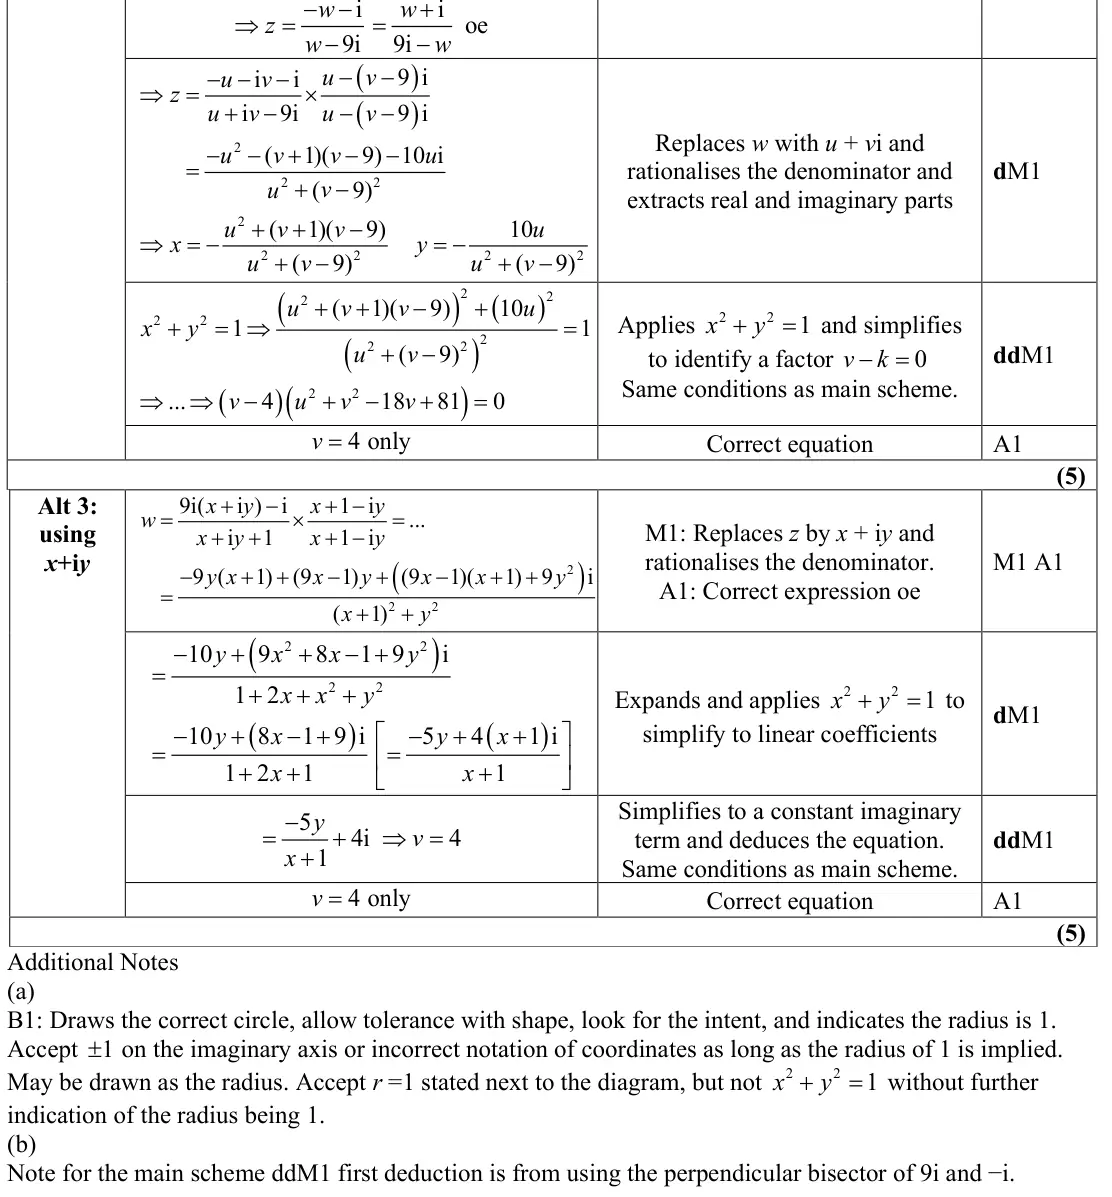 ⇒ z = (−w − i)/(w − 9i) = (w + i)/(9i − w) oe
⇒ z = (−u − iv − i)/(u + iv − 9i) × (u − (v − 9)i)/(u − (v − 9)i)
= (−u² − (v + 1)(v − 9) − 10ui)/(u² + (v − 9)²)
⇒ x = −(u² + (v + 1)(v − 9))/(u² + (v − 9)²) y = −10u/(u² + (v − 9)²)
Replaces w with u + vi and
rationalises the denominator and
extracts real and imaginary parts
dM1
x² + y² = 1 ⇒ ((u² + (v + 1)(v − 9))² + (10u)²)/(u² + (v − 9)²)² = 1
⇒ ... ⇒ (v − 4)(u² + v² − 18v + 81) = 0
Applies x² + y² = 1 and simplifies
to identify a factor v − k = 0
Same conditions as main scheme.
ddM1
v = 4 only
Correct equation
A1
(5)
Alt 3:
using
x+iy
w = (9i(x + iy) − i)/(x + iy + 1) × (x + 1 − iy)/(x + 1 − iy) = ...
= (−9y(x + 1) + (9x − 1)y + ((9x − 1)(x + 1) + 9y²)i)/((x + 1)² + y²)
M1: Replaces z by x + iy and
rationalises the denominator.
A1: Correct expression oe
M1 A1
= (−10y + (9x² + 8x − 1 + 9y²)i)/(1 + 2x + x² + y²)
= (−10y + (8x − 1 + 9)i)/(1 + 2x + 1) [= (−5y + 4(x + 1)i)/(x + 1)]
Expands and applies x² + y² = 1 to
simplify to linear coefficients
dM1
= −5y/(x + 1) + 4i ⇒ v = 4
Simplifies to a constant imaginary
term and deduces the equation.
Same conditions as main scheme.
ddM1
v = 4 only
Correct equation
A1
(5)
Additional Notes
(a)
B1: Draws the correct circle, allow tolerance with shape, look for the intent, and indicates the radius is 1.
Accept ±1 on the imaginary axis or incorrect notation of coordinates as long as the radius of 1 is implied.
May be drawn as the radius. Accept r =1 stated next to the diagram, but not x² + y² = 1 without further
indication of the radius being 1.
(b)
Note for the main scheme ddM1 first deduction is from using the perpendicular bisector of 9i and −i.